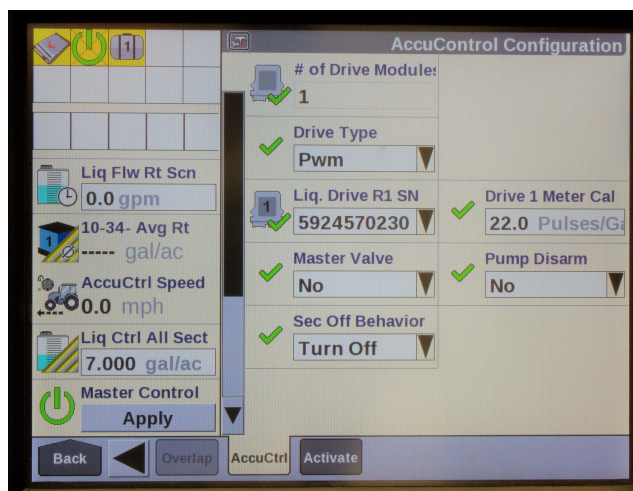 1
AccuControl Configuration
# of Drive Modules
1
Drive Type
Pwm
Liq Flw Rt Scn
0.0 gpm
1
Liq. Drive R1 SN
5924570230
Drive 1 Meter Cal
22.0 Pulses/Ga
1
10-34- Avg Rt
----- gal/ac
Master Valve
No
Pump Disarm
No
AccuCtrl Speed
0.0 mph
Sec Off Behavior
Turn Off
Liq Ctrl All Sect
7.000 gal/ac
Master Control
Apply
Back
Overlap
AccuCtrl
Activate